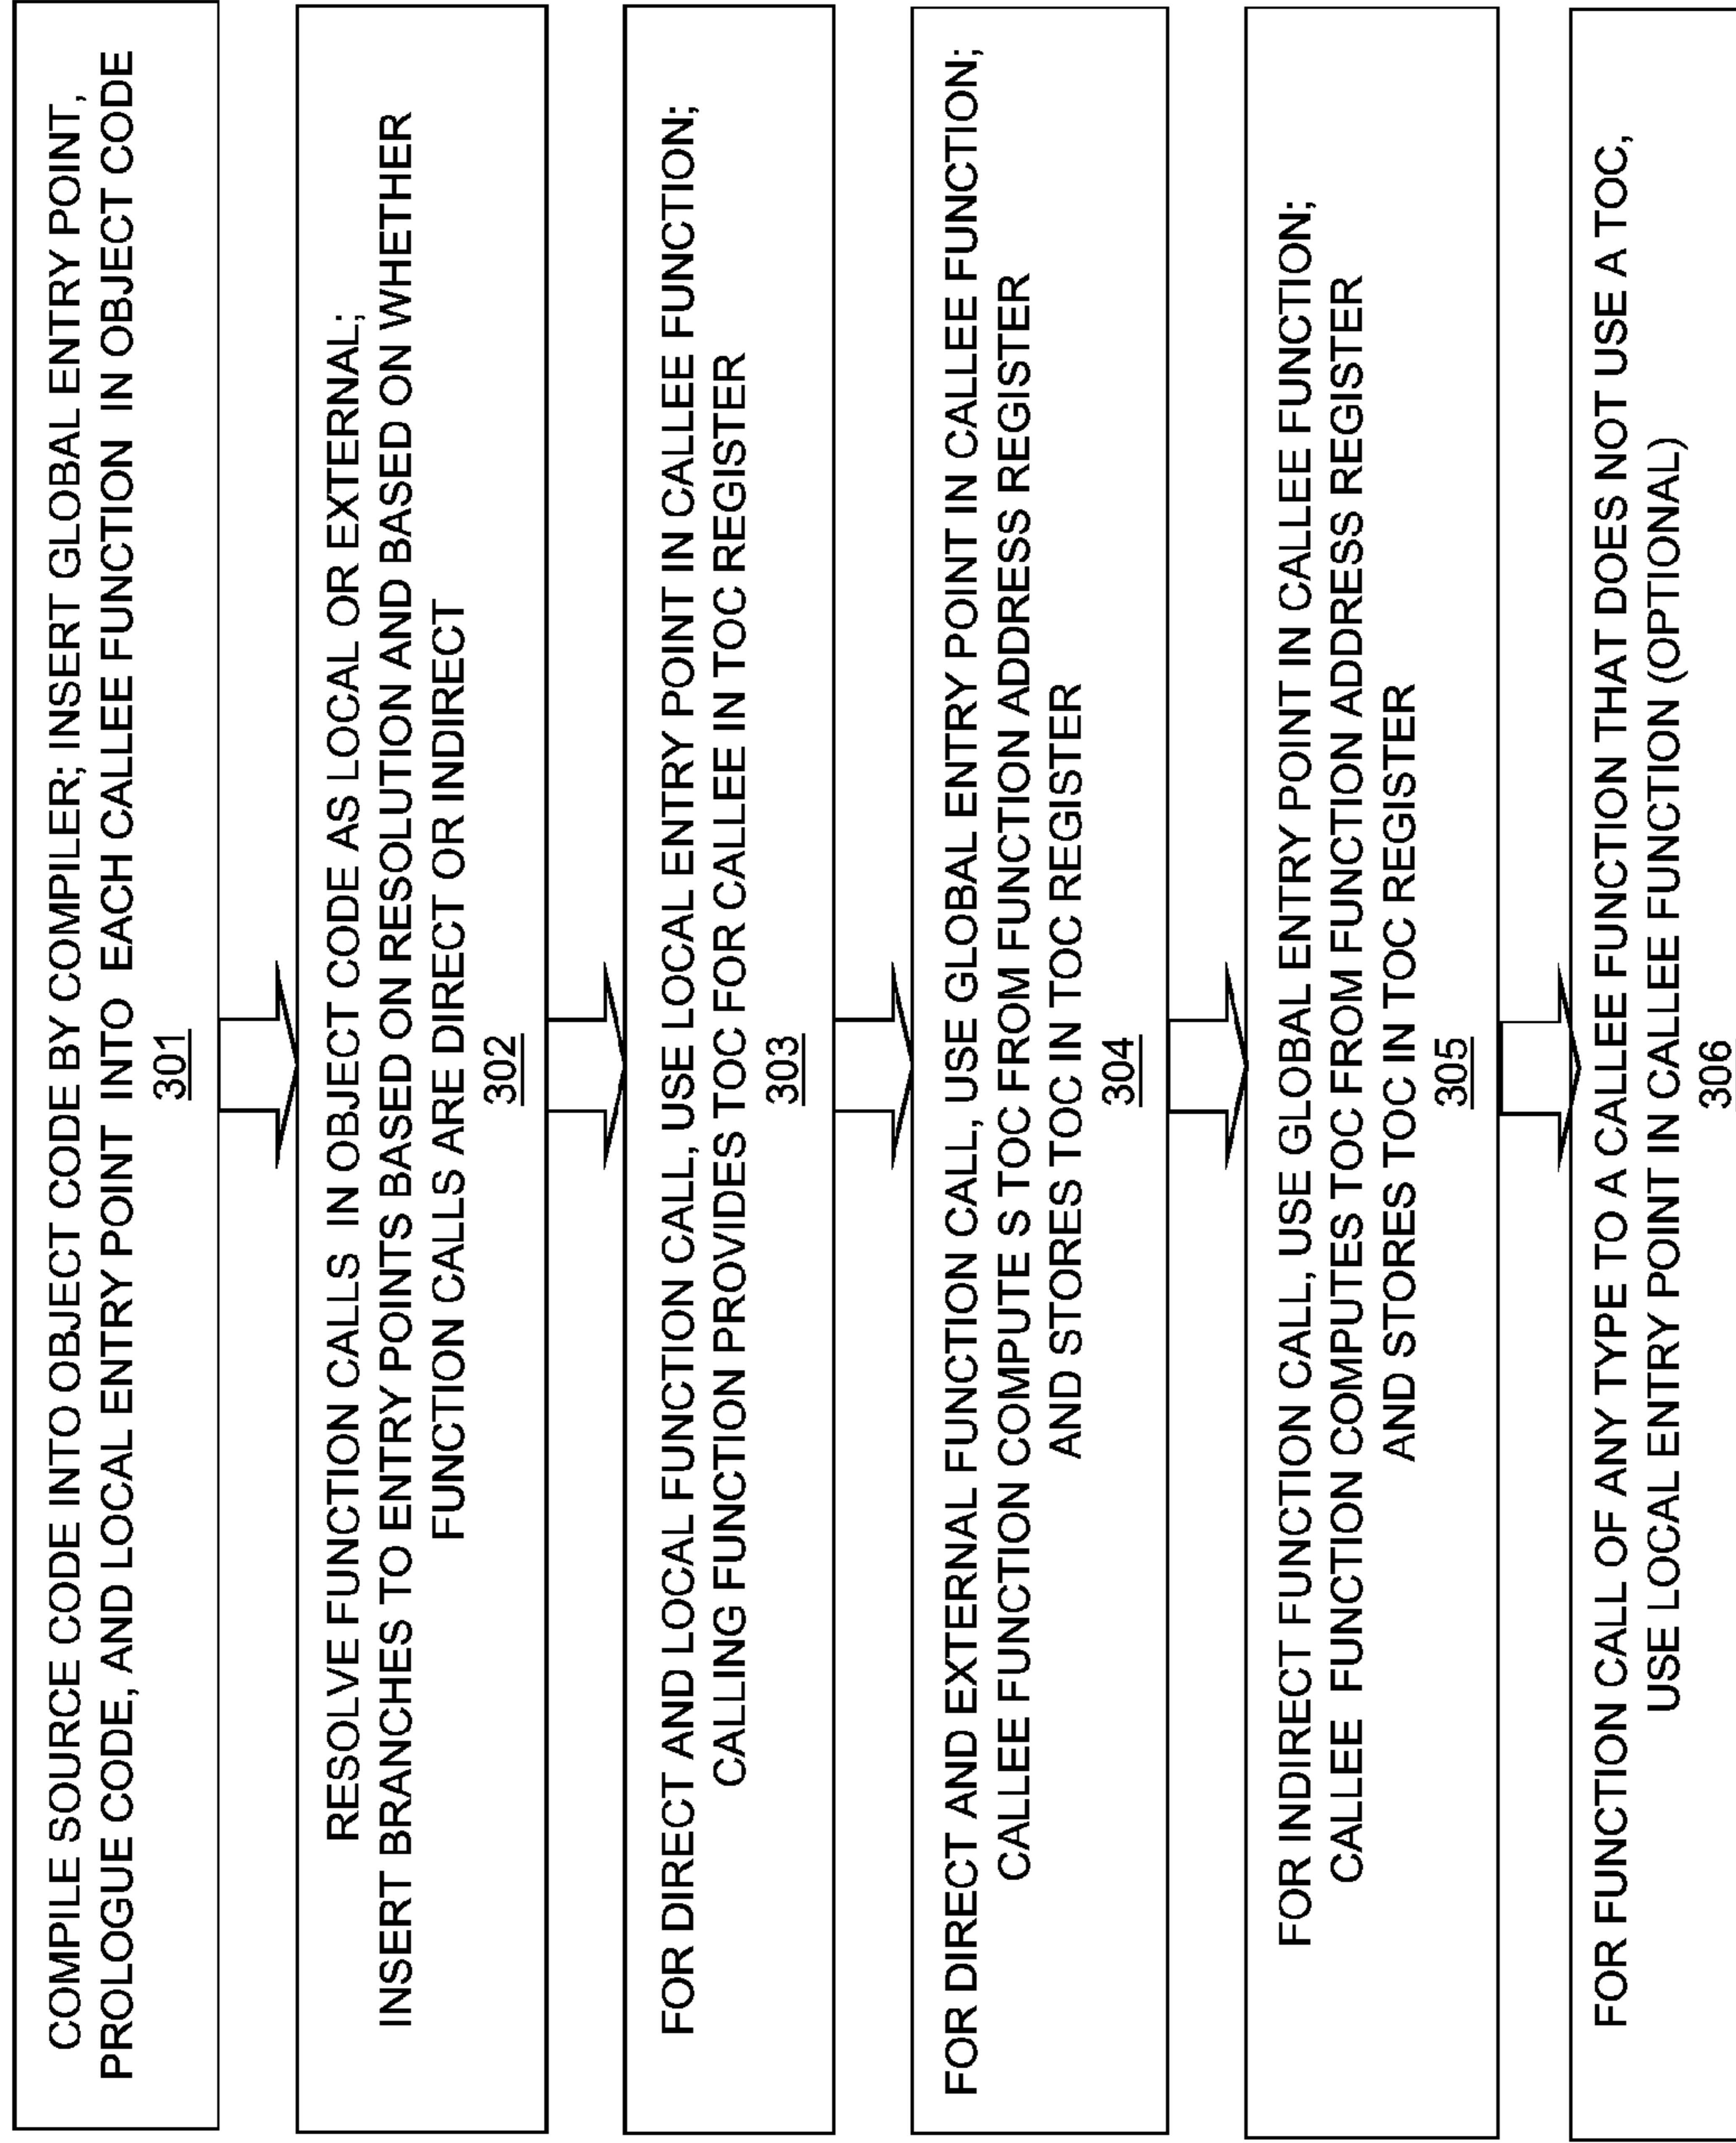 COMPILE SOURCE CODE INTO OBJECT CODE BY COMPILER; INSERT GLOBAL ENTRY POINT,
PROLOGUE CODE, AND LOCAL ENTRY POINT INTO EACH CALLEE FUNCTION IN OBJECT CODE
301
RESOLVE FUNCTION CALLS IN OBJECT CODE AS LOCAL OR EXTERNAL;
INSERT BRANCHES TO ENTRY POINTS BASED ON RESOLUTION AND BASED ON WHETHER
FUNCTION CALLS ARE DIRECT OR INDIRECT
302
FOR DIRECT AND LOCAL FUNCTION CALL, USE LOCAL ENTRY POINT IN CALLEE FUNCTION;
CALLING FUNCTION PROVIDES TOC FOR CALLEE IN TOC REGISTER
303
FOR DIRECT AND EXTERNAL FUNCTION CALL, USE GLOBAL ENTRY POINT IN CALLEE FUNCTION;
CALLEE FUNCTION COMPUTE S TOC FROM FUNCTION ADDRESS REGISTER
AND STORES TOC IN TOC REGISTER
304
FOR INDIRECT FUNCTION CALL, USE GLOBAL ENTRY POINT IN CALLEE FUNCTION;
CALLEE FUNCTION COMPUTES TOC FROM FUNCTION ADDRESS REGISTER
AND STORES TOC IN TOC REGISTER
305
FOR FUNCTION CALL OF ANY TYPE TO A CALLEE FUNCTION THAT DOES NOT USE A TOC,
USE LOCAL ENTRY POINT IN CALLEE FUNCTION (OPTIONAL)
306